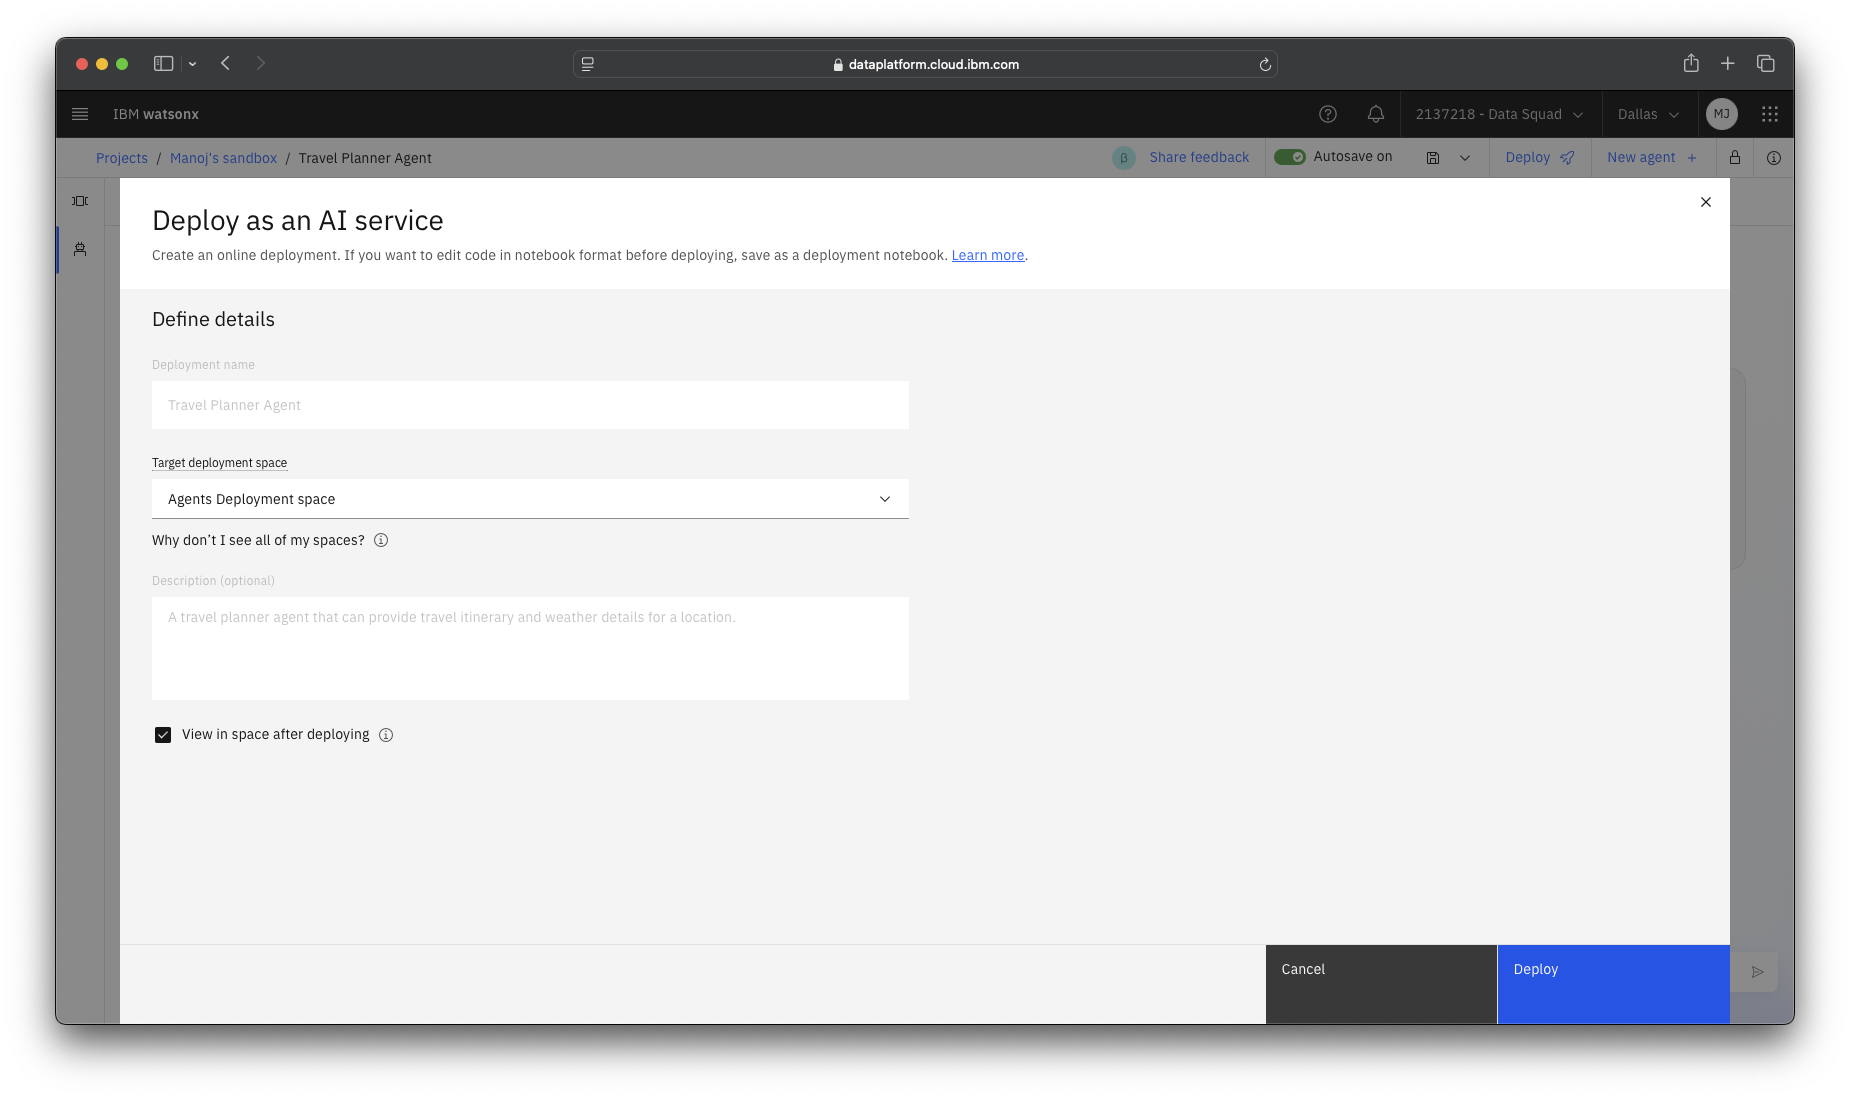 dataplatform.cloud.ibm.com
IBM watsonx
2137218 - Data Squad
Dallas
MJ
Projects / Manoj's sandbox / Travel Planner Agent
β Share feedback
Autosave on
Deploy
New agent +
Deploy as an AI service
Create an online deployment. If you want to edit code in notebook format before deploying, save as a deployment notebook. Learn more.
Define details
Deployment name
Travel Planner Agent
Target deployment space
Agents Deployment space
Why don't I see all of my spaces?
Description (optional)
A travel planner agent that can provide travel itinerary and weather details for a location.
View in space after deploying
Cancel
Deploy